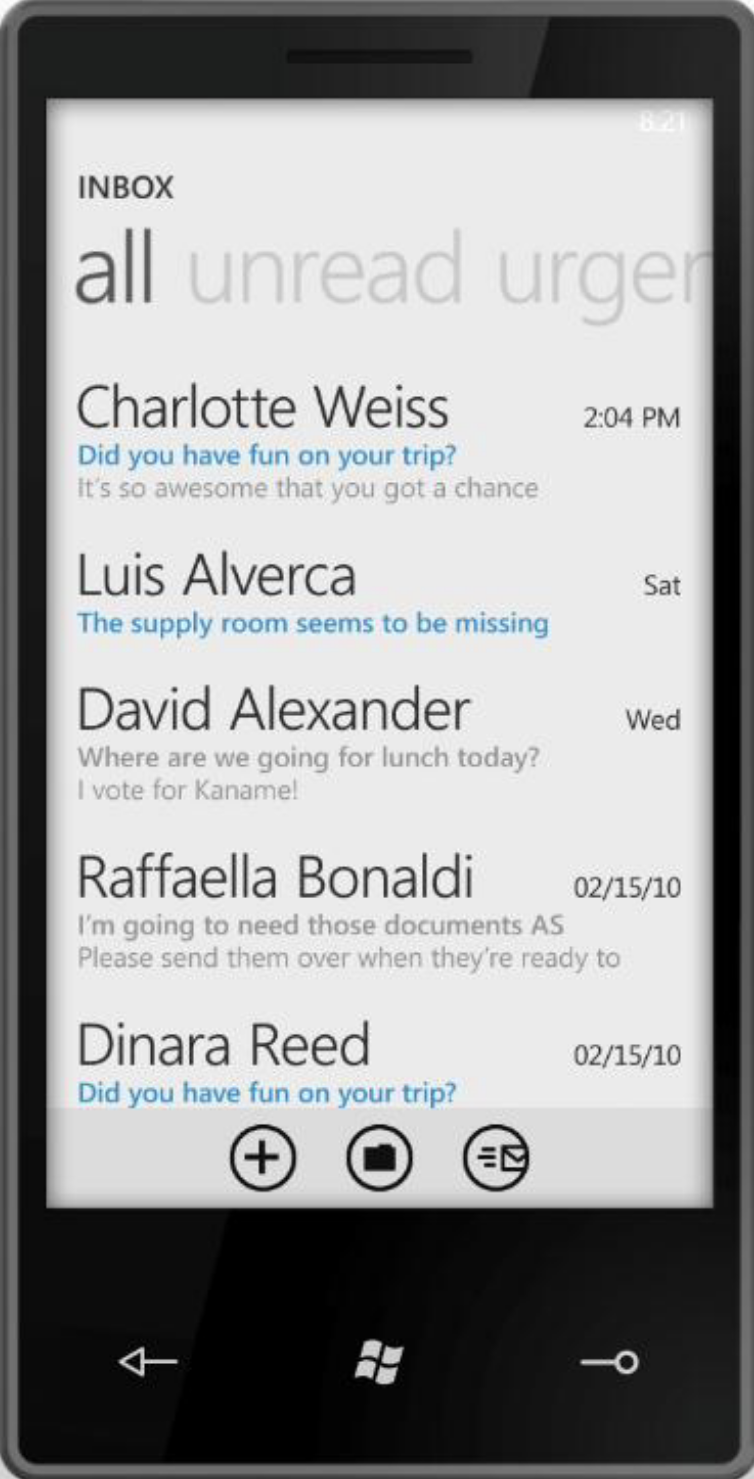 8:21
INBOX
all unread urgen
Charlotte Weiss 2:04 PM
Did you have fun on your trip?
It's so awesome that you got a chance
Luis Alverca Sat
The supply room seems to be missing
David Alexander Wed
Where are we going for lunch today?
I vote for Kaname!
Raffaella Bonaldi 02/15/10
I'm going to need those documents AS
Please send them over when they're ready to
Dinara Reed 02/15/10
Did you have fun on your trip?